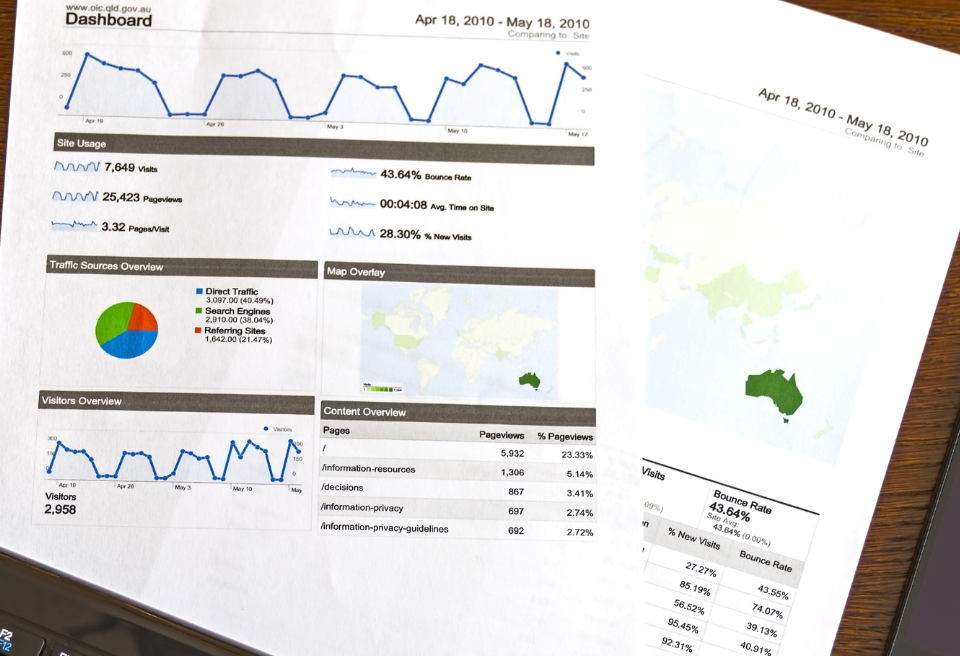 www.oic.qld.gov.au
Dashboard
Apr 18, 2010 - May 18, 2010
Comparing to: Site
Visits
500
250
0
500
250
0
Apr 19
Apr 26
May 3
May 10
May 17
Site Usage
7,649 Visits
43.64% Bounce Rate
25,423 Pageviews
00:04:08 Avg. Time on Site
3.32 Pages/Visit
28.30% % New Visits
Traffic Sources Overview
Direct Traffic
3,097.00 (40.49%)
Search Engines
2,910.00 (38.04%)
Referring Sites
1,642.00 (21.47%)
Map Overlay
Visitors Overview
Visitors
300
150
0
Apr 19
Apr 26
May 3
May 10
May
Visitors
2,958
Content Overview
Pages Pageviews % Pageviews
/ 5,932 23.33%
/information-resources 1,306 5.14%
/decisions 867 3.41%
/information-privacy 697 2.74%
/information-privacy-guidelines 692 2.72%
Apr 18, 2010 - May 18, 2010
Comparing to: Site
Visits
Bounce Rate
43.64%
Site Avg:
43.64% (0.00%)
% New Visits Bounce Rate
27.27% 43.55%
85.19% 74.07%
56.52% 39.13%
95.45% 40.91%
92.31%
F2
F12